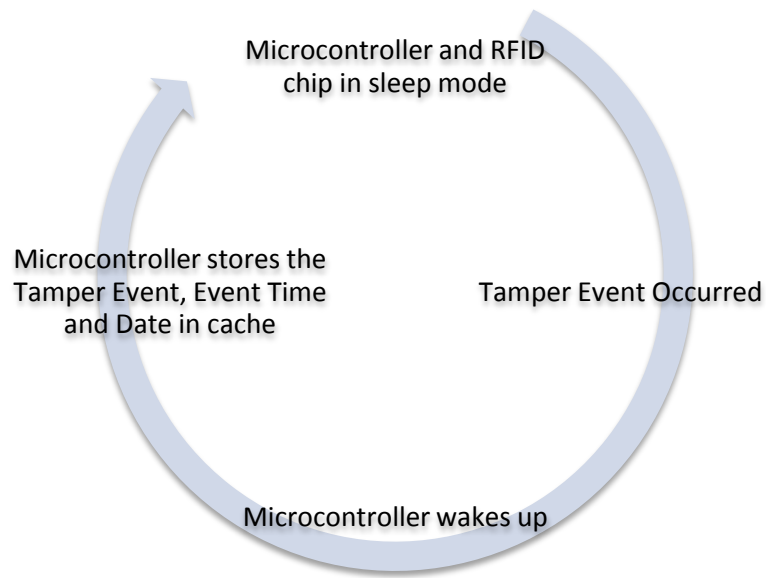 Microcontroller and RFID
chip in sleep mode
Tamper Event Occurred
Microcontroller wakes up
Microcontroller stores the
Tamper Event, Event Time
and Date in cache